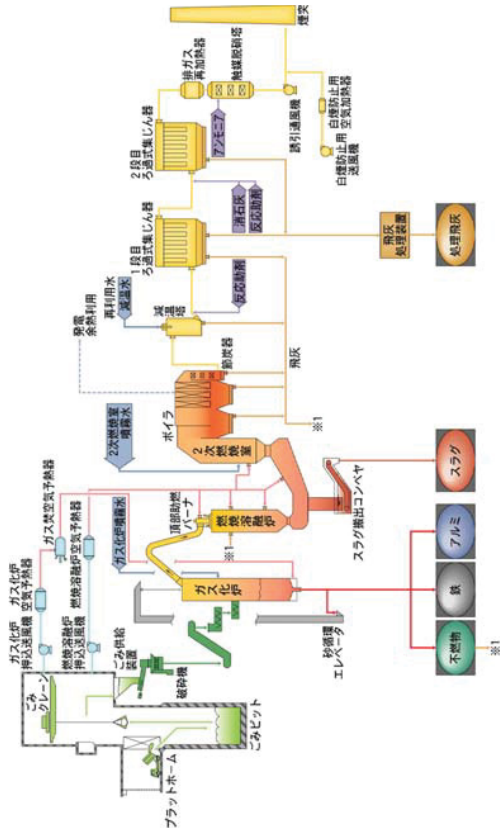 ごみ
クレーン
プラットホーム
ごみピット
ごみ供給
装置
破砕機
ガス化炉
押込送風機
燃焼溶融炉
押込送風機
ガス化炉
空気予熱器
燃焼溶融炉空気予熱器
ガス焚空気予熱器
ガス化炉噴霧水
頂部助燃
バーナ
ガス化炉
※1
砂循環
エレベータ
燃焼溶融炉
2次燃焼室
噴霧水
2次燃焼室
ボイラ
スラグ搬出コンベヤ
発電
余熱利用
節炭器
※1
飛灰
再利用水
減温水
減温
塔
反応助剤
1段目
ろ過式集じん器
消石灰
反応助剤
2段目
ろ過式集じん器
排ガス
再加熱器
アンモニア
触媒脱硝塔
誘引通風機
白煙防止用
送風機
白煙防止用
空気加熱器
煙突
不燃物
※1
鉄
アルミ
スラグ
飛灰
処理装置
処理飛灰